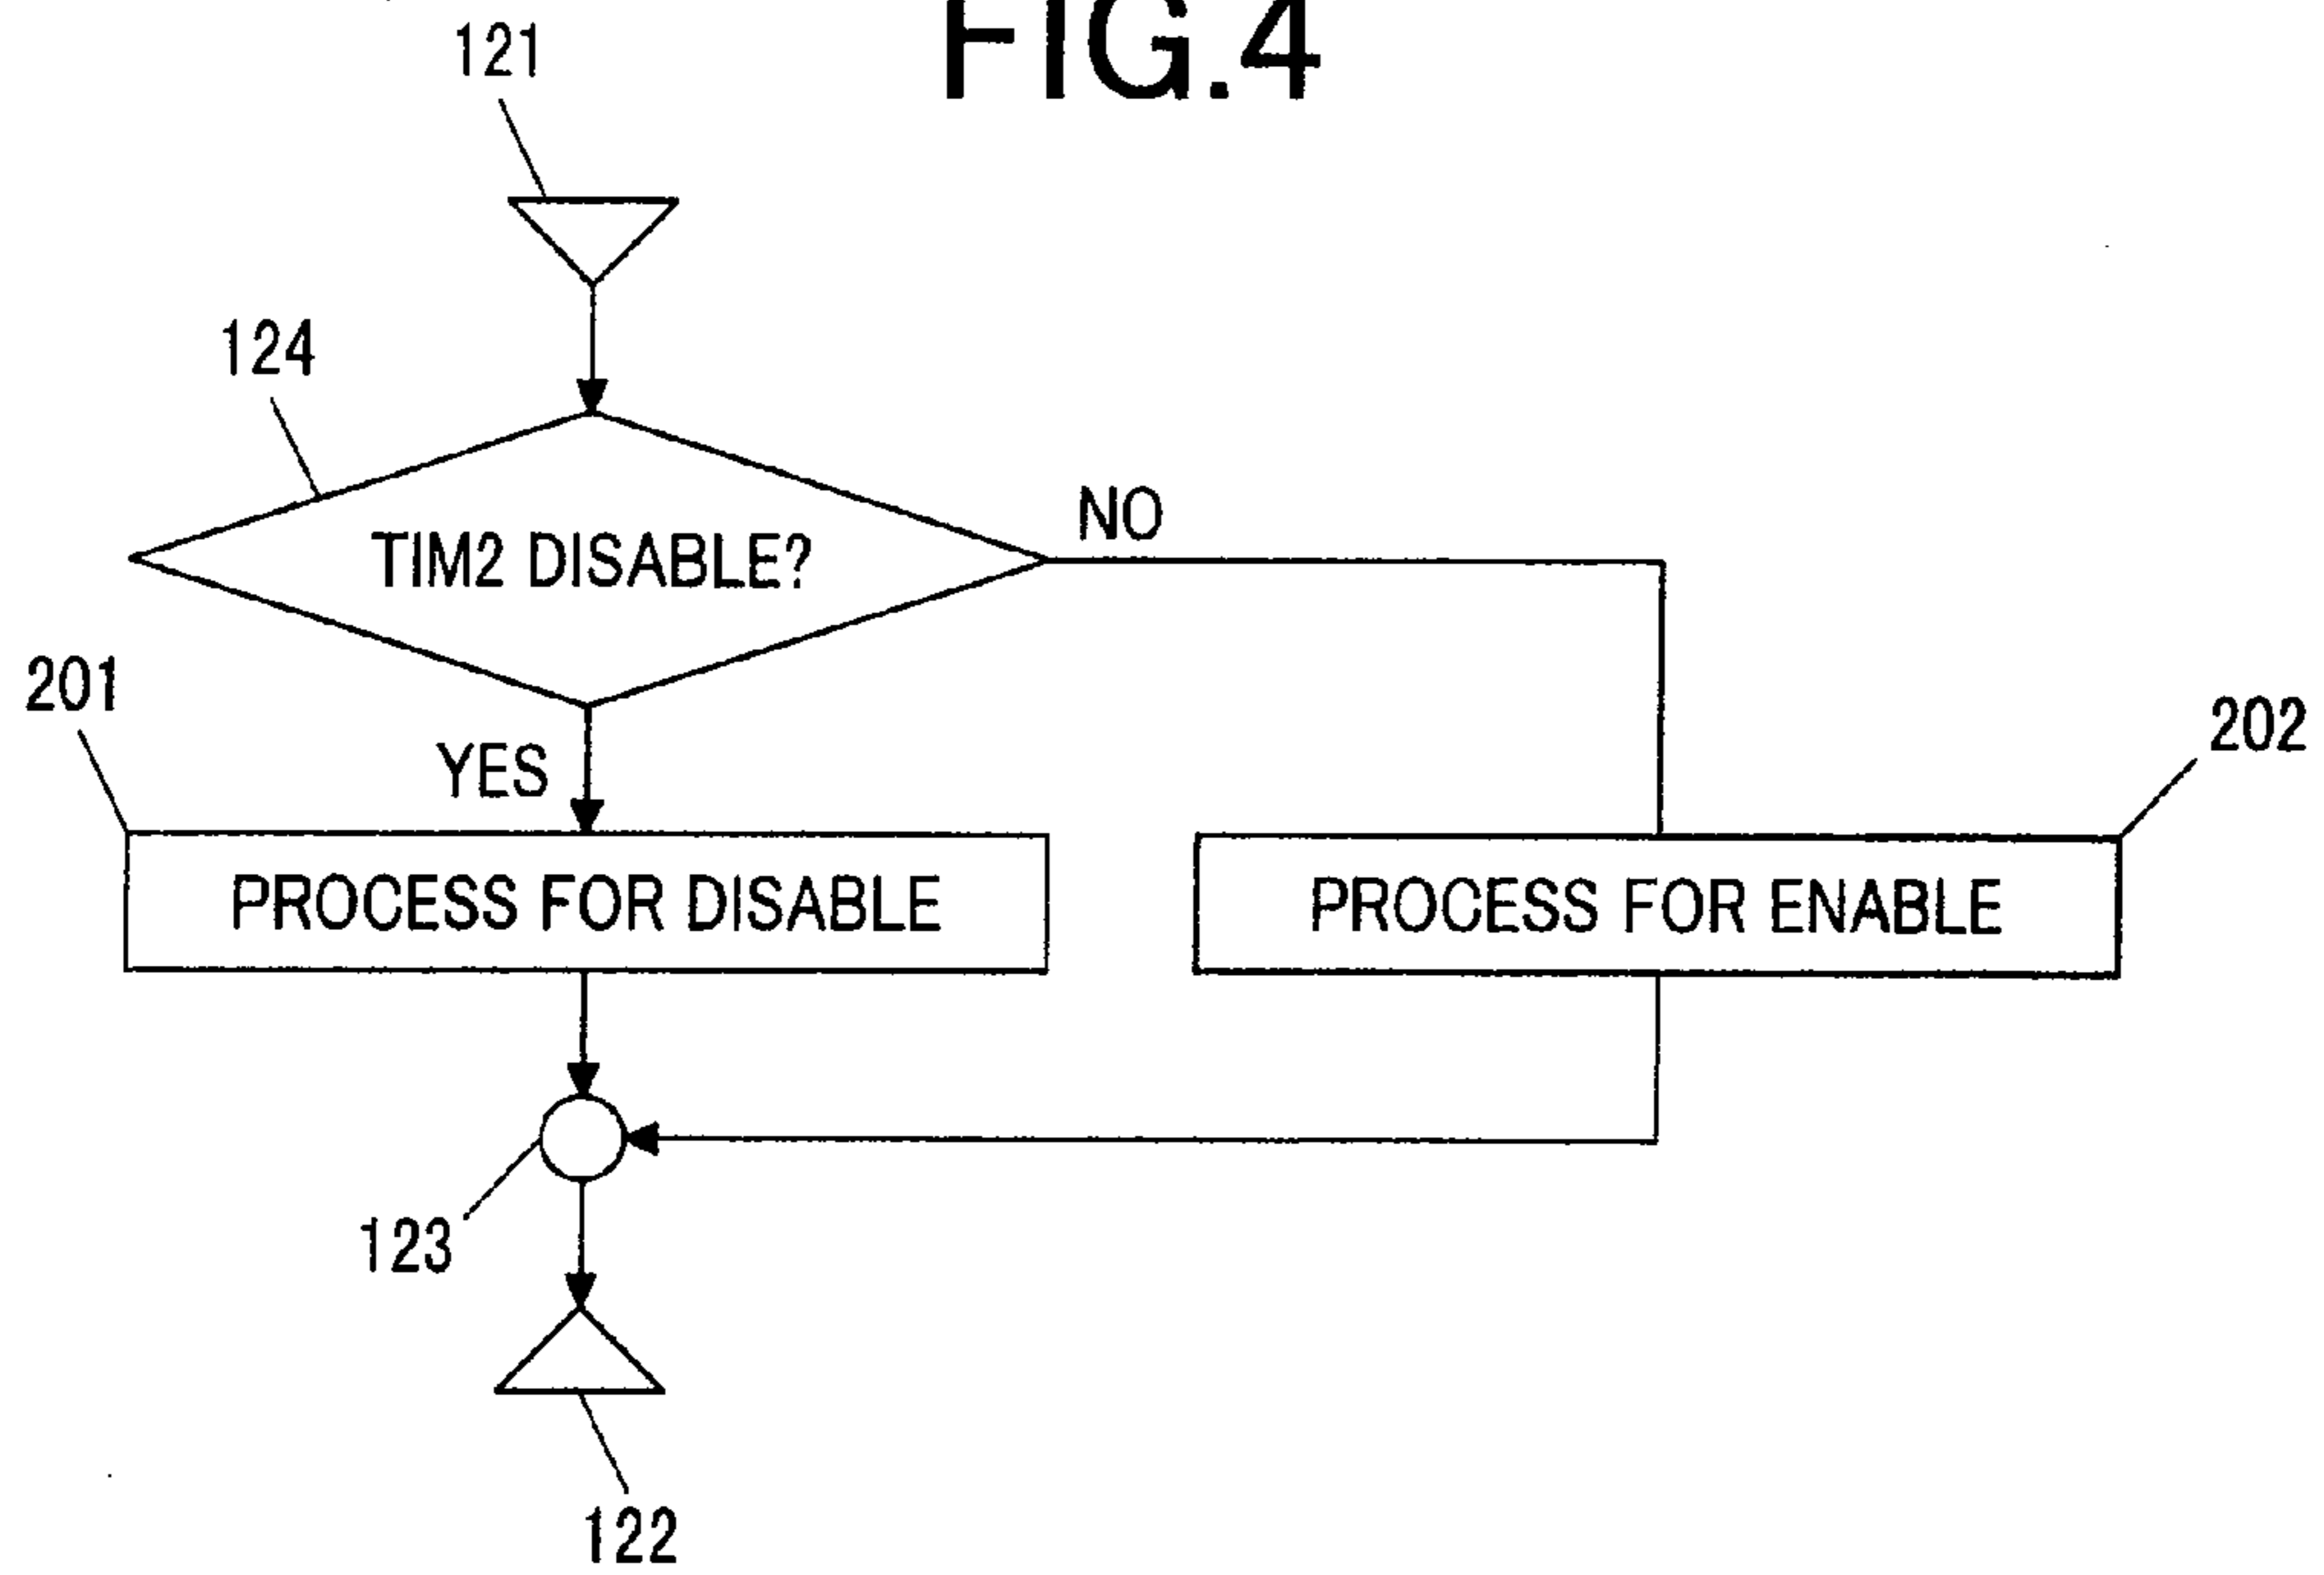 FIG.4
121
124
TIM2 DISABLE?
NO
201
YES
202
PROCESS FOR DISABLE
PROCESS FOR ENABLE
123
122